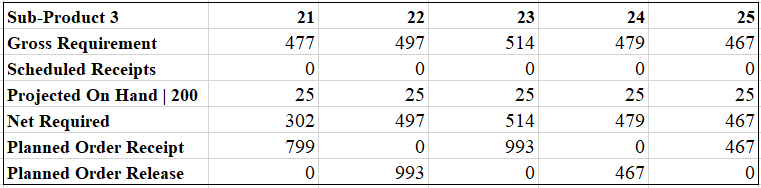 Sub-Product 3 21 22 23 24 25
Gross Requirement 477 497 514 479 467
Scheduled Receipts 0 0 0 0 0
Projected On Hand | 200 25 25 25 25 25
Net Required 302 497 514 479 467
Planned Order Receipt 799 0 993 0 467
Planned Order Release 0 993 0 467 0